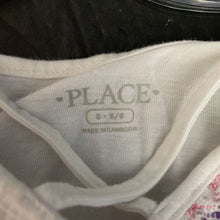 • PLACE •
S - 5/6
MADE IN CAMBODIA